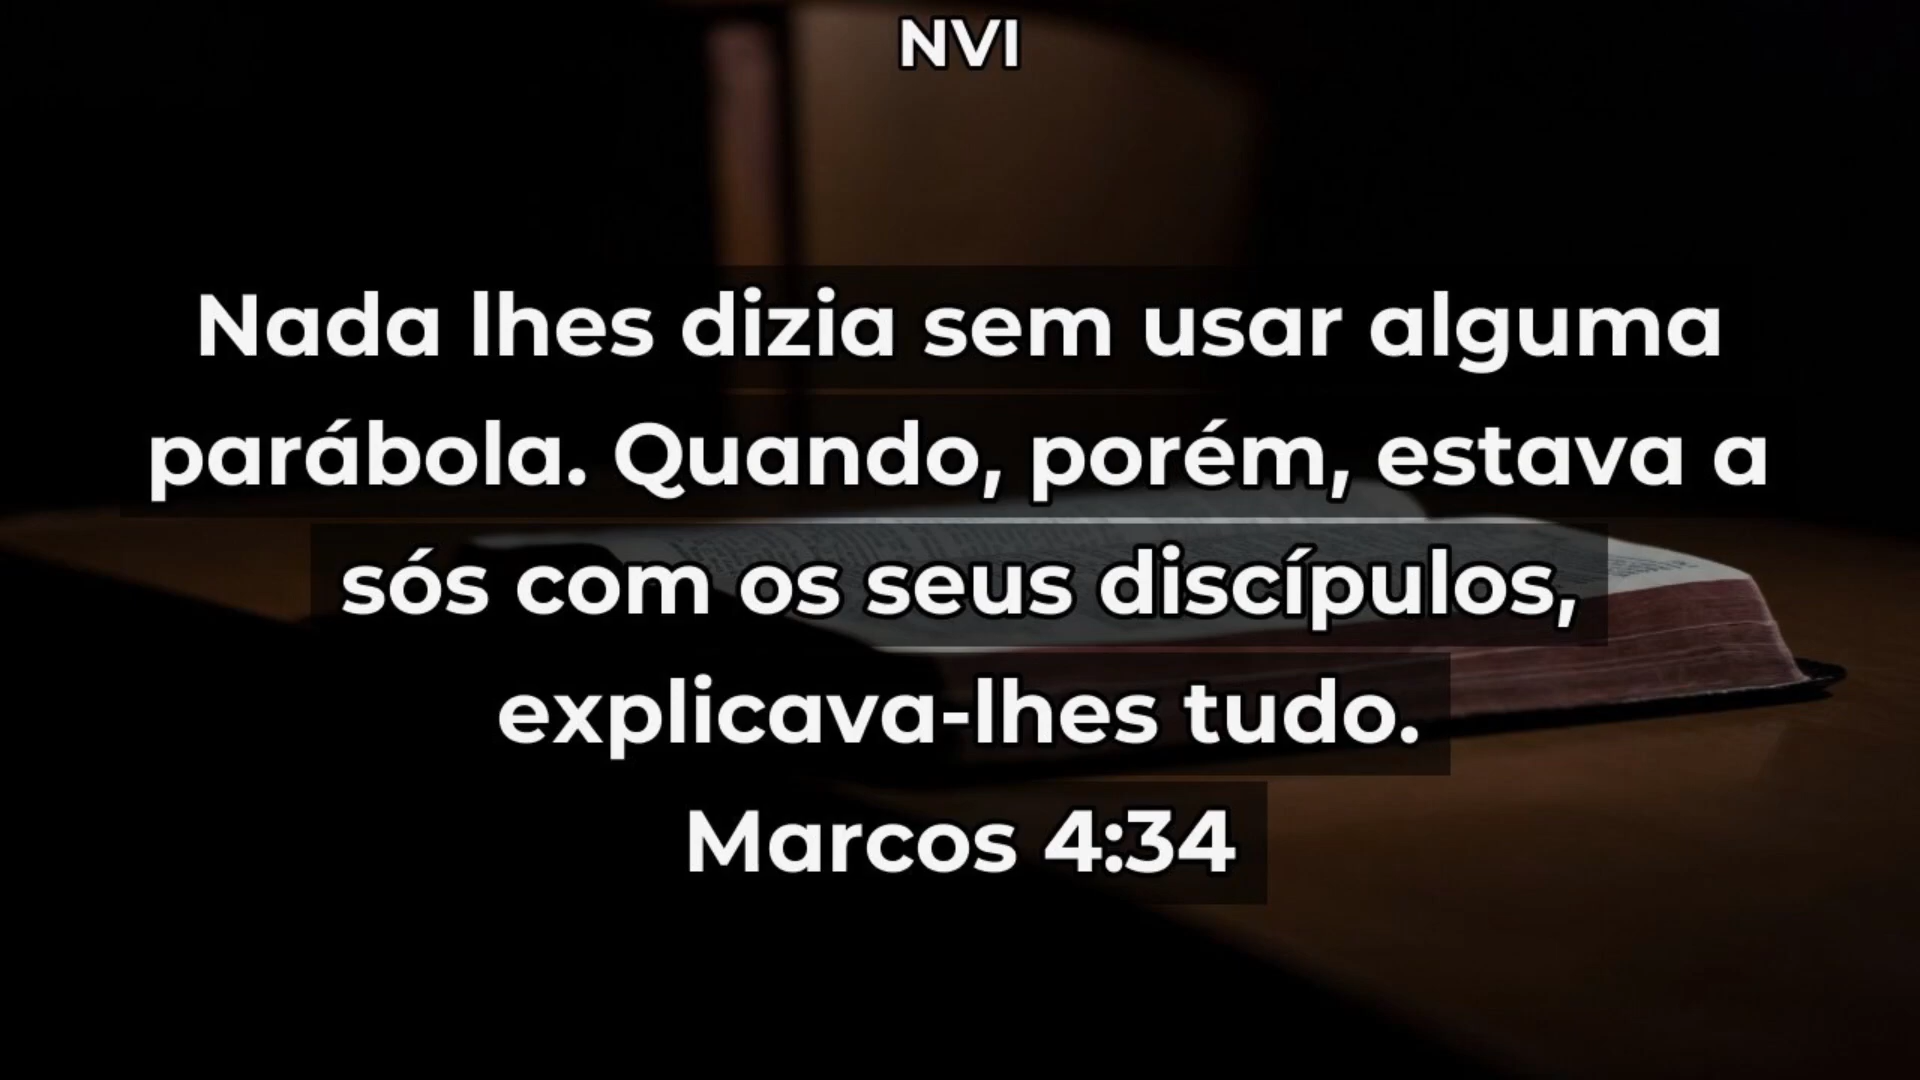 NVI
Nada lhes dizia sem usar alguma
parábola. Quando, porém, estava a
sós com os seus discípulos,
explicava-lhes tudo.
Marcos 4:34